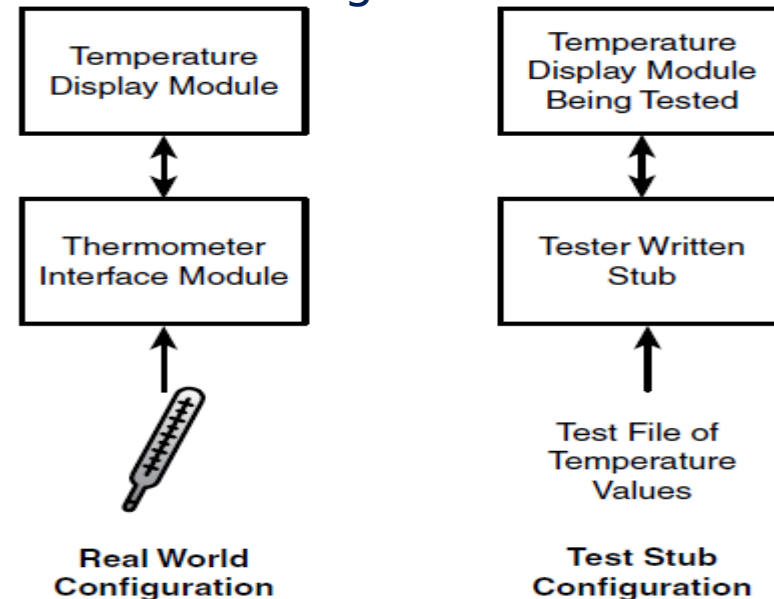 Temperature
Display Module
Thermometer
Interface Module
Real World
Configuration
Temperature
Display Module
Being Tested
Tester Written
Stub
Test File of
Temperature
Values
Test Stub
Configuration